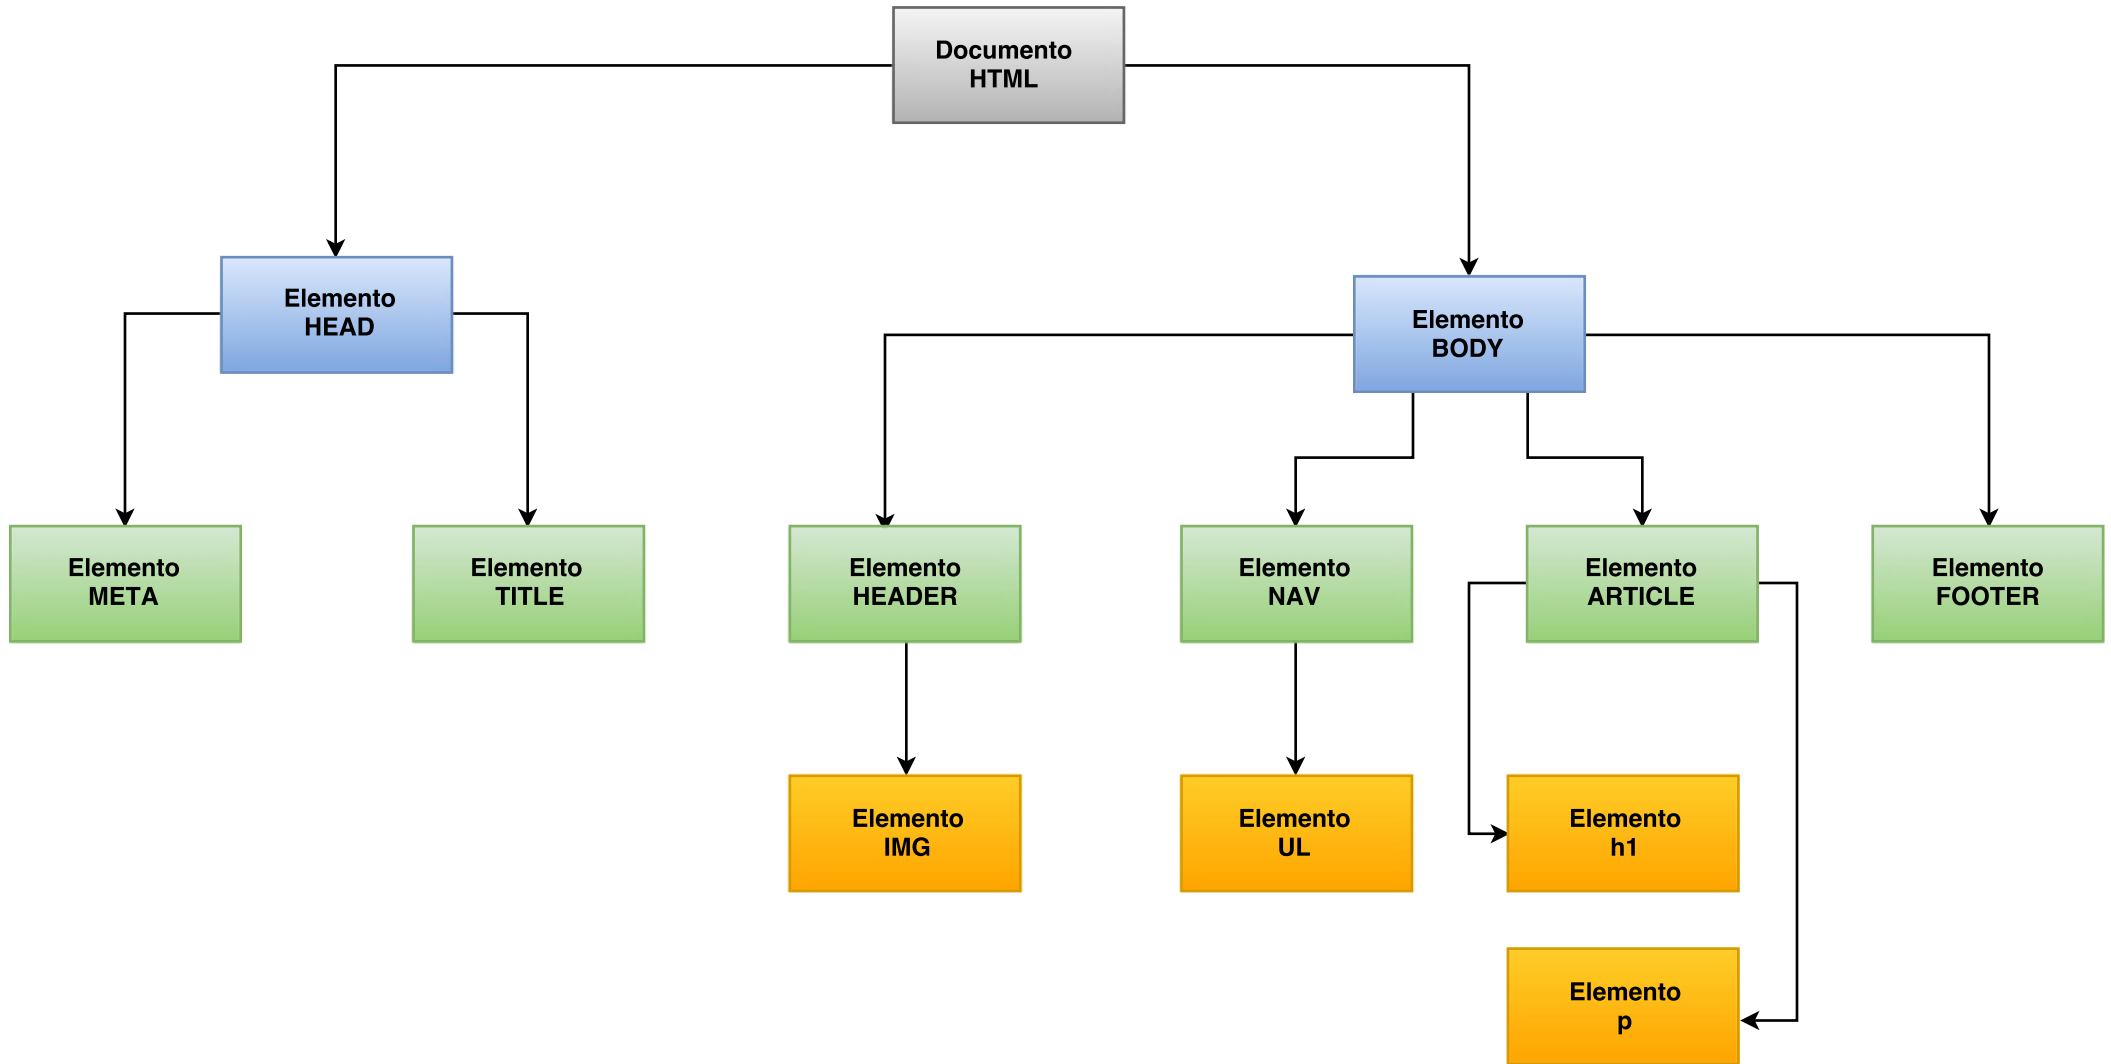 Documento
HTML
Elemento
HEAD
Elemento
BODY
Elemento
META
Elemento
TITLE
Elemento
HEADER
Elemento
NAV
Elemento
ARTICLE
Elemento
FOOTER
Elemento
IMG
Elemento
UL
Elemento
h1
Elemento
p